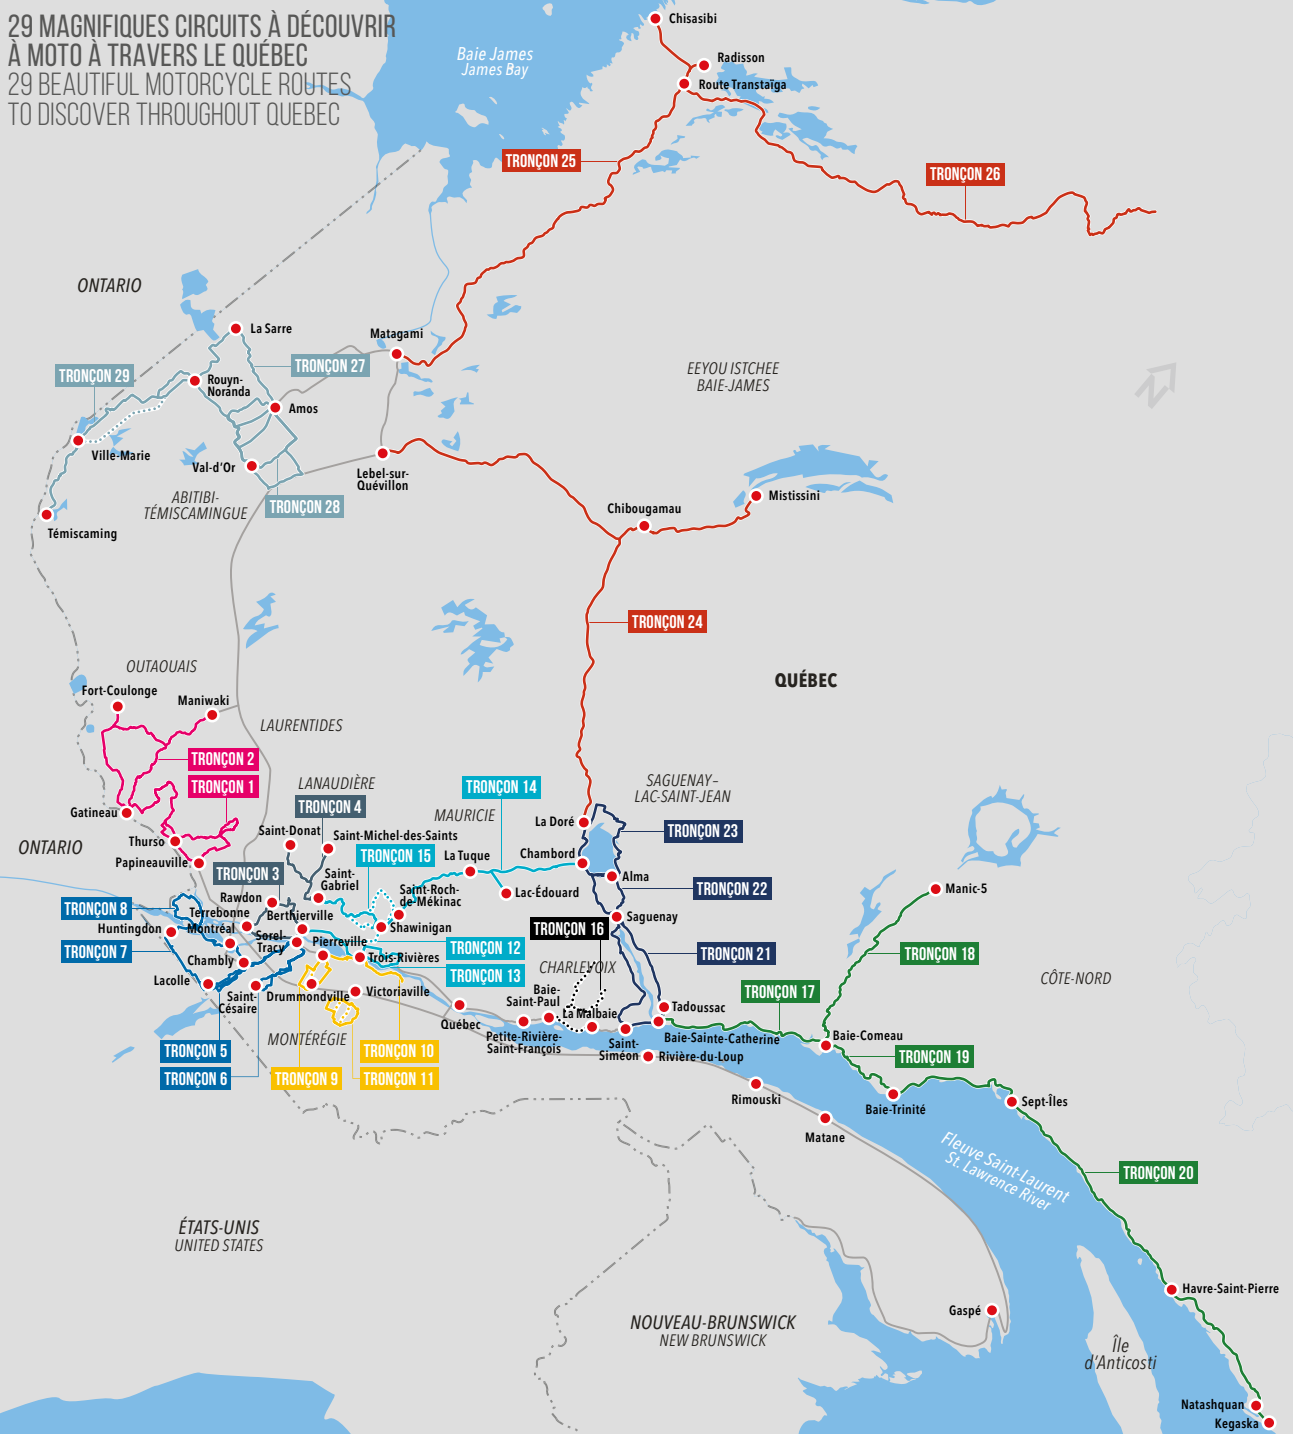 29 MAGNIFIQUES CIRCUITS À DÉCOUVRIR
À MOTO À TRAVERS LE QUÉBEC
29 BEAUTIFUL MOTORCYCLE ROUTES
TO DISCOVER THROUGHOUT QUEBEC
Chisasibi
Baie James
James Bay
Radisson
Route Transtaïga
TRONÇON 25
TRONÇON 26
ONTARIO
La Sarre
Matagami
TRONÇON 27
TRONÇON 29
Rouyn-
Noranda
EEYOU ISTCHEE
BAIE-JAMES
Amos
Ville-Marie
Val-d'Or
Lebel-sur-
Quévillon
ABITIBI-
TÉMISCAMINGUE
TRONÇON 28
Mistissini
Chibougamau
Témiscaming
TRONÇON 24
OUTAOUAIS
QUÉBEC
Fort-Coulonge
Maniwaki
LAURENTIDES
TRONÇON 2
TRONÇON 1
LANAUDIÈRE
TRONÇON 4
TRONÇON 14
SAGUENAY–
LAC-SAINT-JEAN
MAURICIE
Gatineau
La Doré
TRONÇON 23
Saint-Donat
Saint-Michel-des-Saints
Thurso
ONTARIO
TRONÇON 15
La Tuque
Chambord
Papineauville
TRONÇON 3
Saint-
Gabriel
Alma
TRONÇON 22
Manic-5
Saint-Roch-
de-Mékinac
Lac-Édouard
Rawdon
TRONÇON 8
Terrebonne
Berthierville
Saguenay
Huntingdon
Montréal
Shawinigan
TRONÇON 16
Sorel-
Tracy
Pierreville
TRONÇON 12
TRONÇON 7
Trois-Rivières
TRONÇON 21
TRONÇON 18
Chambly
TRONÇON 13
CHARLEVOIX
Lacolle
CÔTE-NORD
Saint-
Césaire
Drummondville
Victoriaville
Baie-
Saint-Paul
TRONÇON 17
Tadoussac
La Malbaie
Québec
Petite-Rivière-
Saint-François
Saint-
Siméon
Baie-Sainte-Catherine
Baie-Comeau
MONTÉRÉGIE
TRONÇON 5
TRONÇON 10
Rivière-du-Loup
TRONÇON 19
TRONÇON 6
TRONÇON 9
TRONÇON 11
Rimouski
Baie-Trinité
Sept-Îles
Matane
Fleuve Saint-Laurent
St. Lawrence River
TRONÇON 20
ÉTATS-UNIS
UNITED STATES
Havre-Saint-Pierre
Gaspé
NOUVEAU-BRUNSWICK
NEW BRUNSWICK
Île
d'Anticosti
Natashquan
Kegaska
N